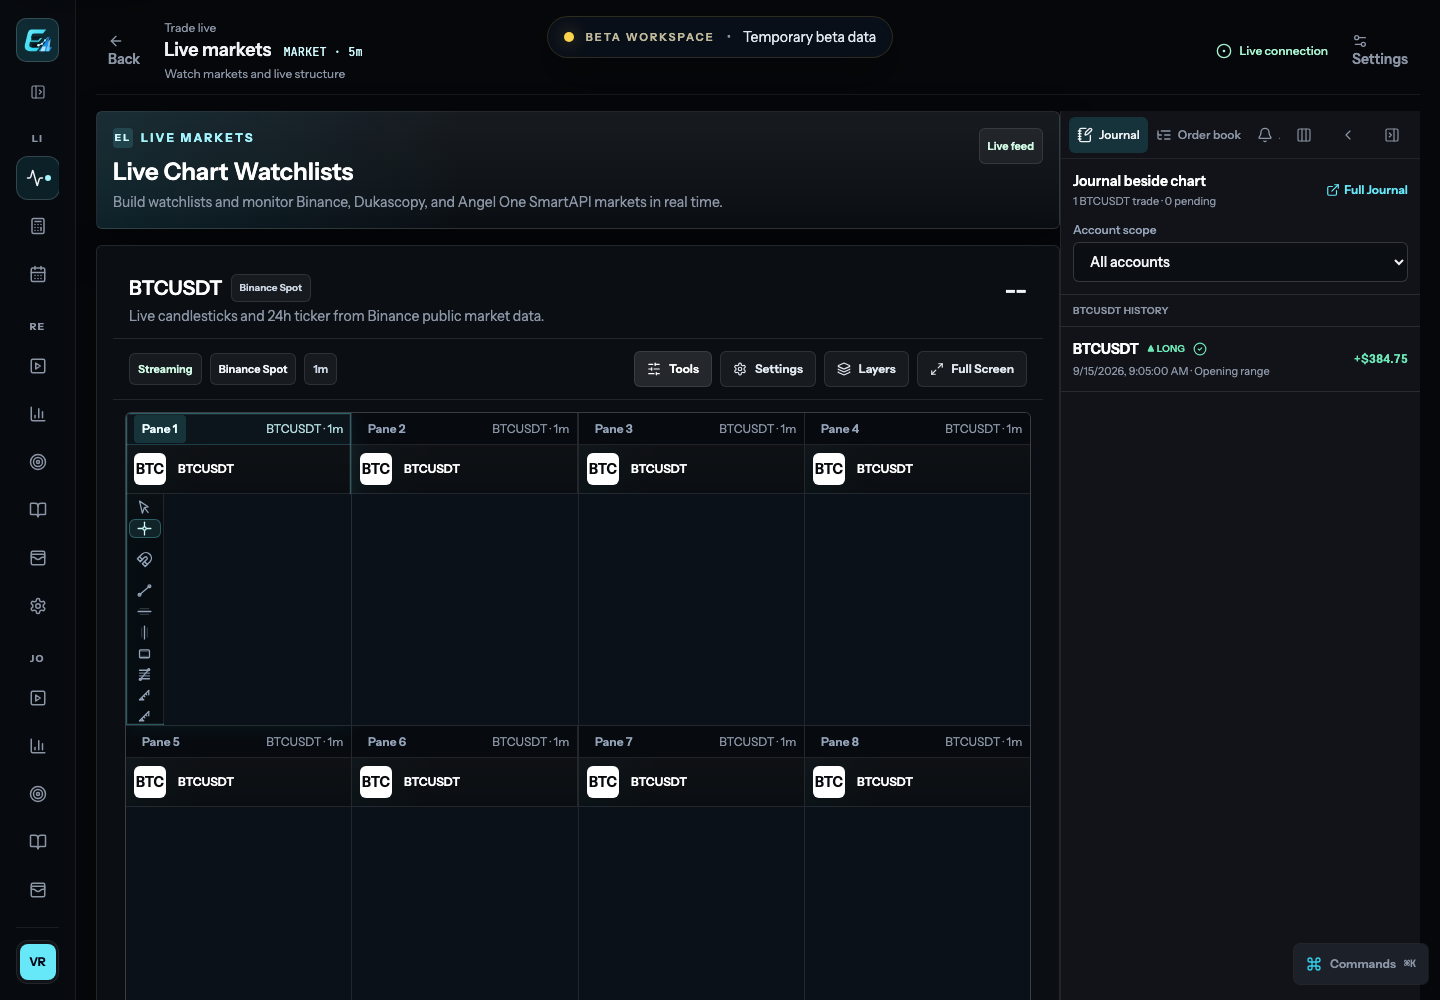 Back
Trade live
Live markets MARKET · 5m
Watch markets and live structure
BETA WORKSPACE · Temporary beta data
Live connection
Settings
LI
RE
JO
VR
EL LIVE MARKETS
Live Chart Watchlists
Build watchlists and monitor Binance, Dukascopy, and Angel One SmartAPI markets in real time.
Live feed
BTCUSDT Binance Spot
--
Live candlesticks and 24h ticker from Binance public market data.
Streaming Binance Spot 1m
Tools Settings Layers Full Screen
Pane 1 BTCUSDT · 1m Pane 2 BTCUSDT · 1m Pane 3 BTCUSDT · 1m Pane 4 BTCUSDT · 1m
BTC BTCUSDT BTC BTCUSDT BTC BTCUSDT BTC BTCUSDT
Pane 5 BTCUSDT · 1m Pane 6 BTCUSDT · 1m Pane 7 BTCUSDT · 1m Pane 8 BTCUSDT · 1m
BTC BTCUSDT BTC BTCUSDT BTC BTCUSDT BTC BTCUSDT
Journal Order book
Journal beside chart
1 BTCUSDT trade · 0 pending
Full Journal
Account scope
All accounts
BTCUSDT HISTORY
BTCUSDT ▲ LONG
+$384.75
9/15/2026, 9:05:00 AM · Opening range
Commands ⌘K